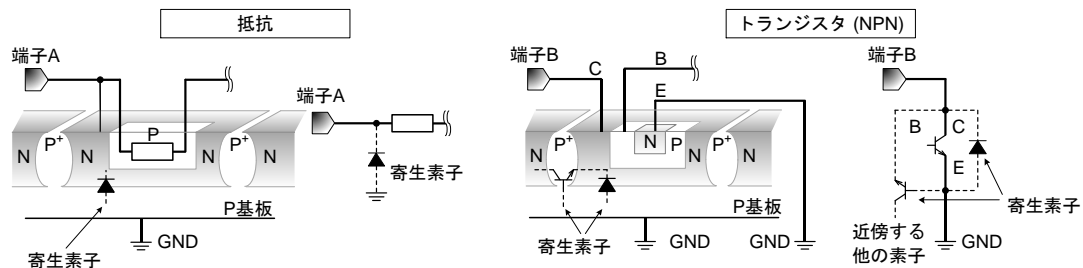 抵抗
トランジスタ (NPN)
端子A
端子A
P
N
P+
N
N
P+
N
寄生素子
P基板
寄生素子
GND
端子B
端子B
C
B
E
N
P+
N
P
N
P+
N
P基板
寄生素子
GND
GND
B
C
E
寄生素子
近傍する
他の素子
GND